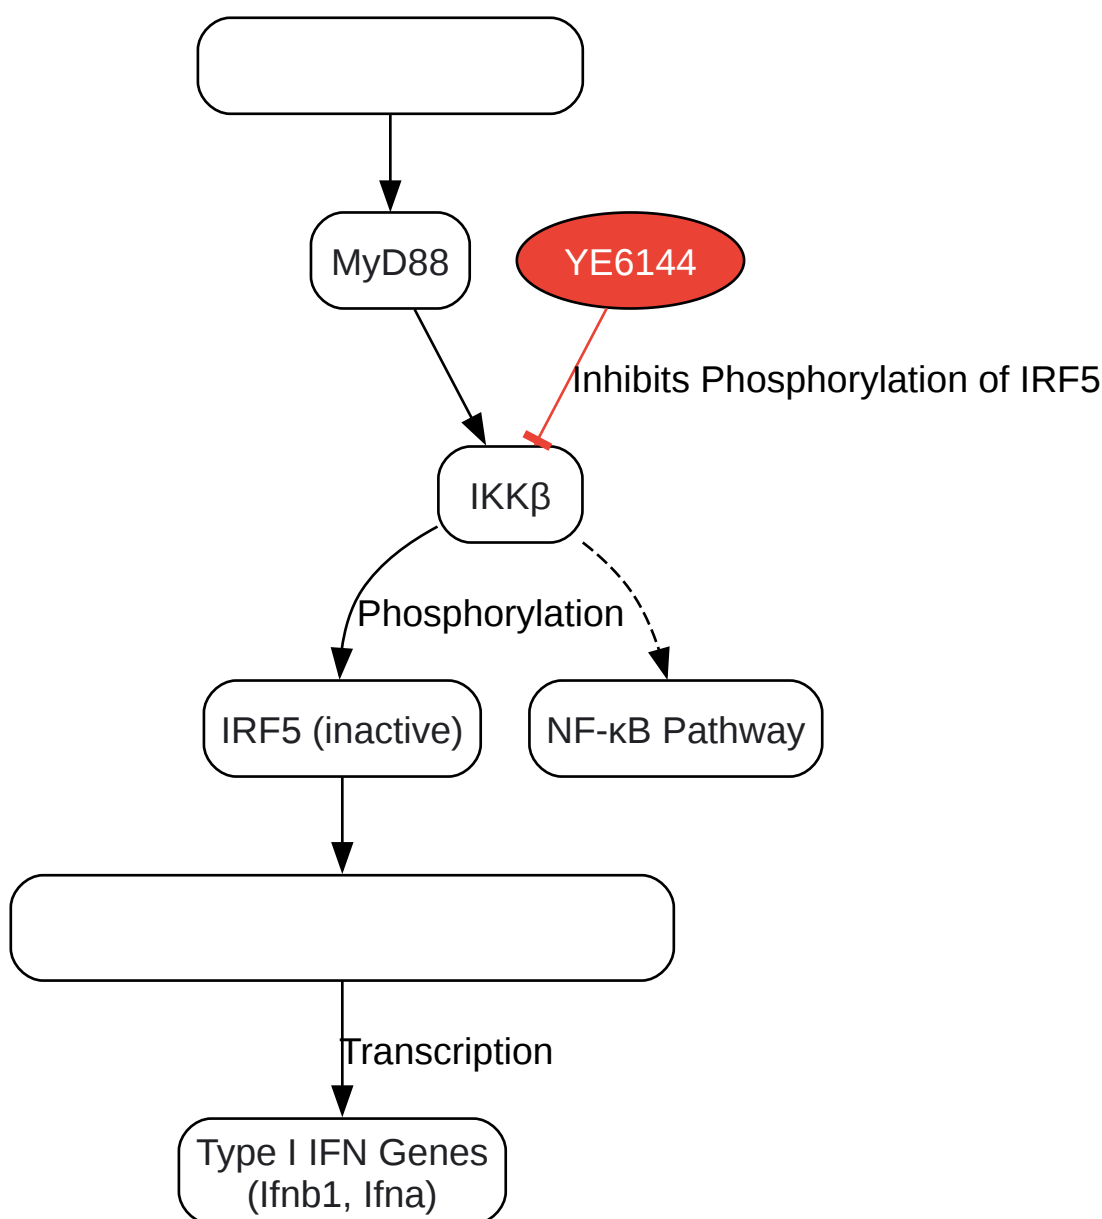 MyD88
YE6144
Inhibits Phosphorylation of IRF5
IKKβ
Phosphorylation
IRF5 (inactive)
NF-κB Pathway
Transcription
Type I IFN Genes
(Ifnb1, Ifna)